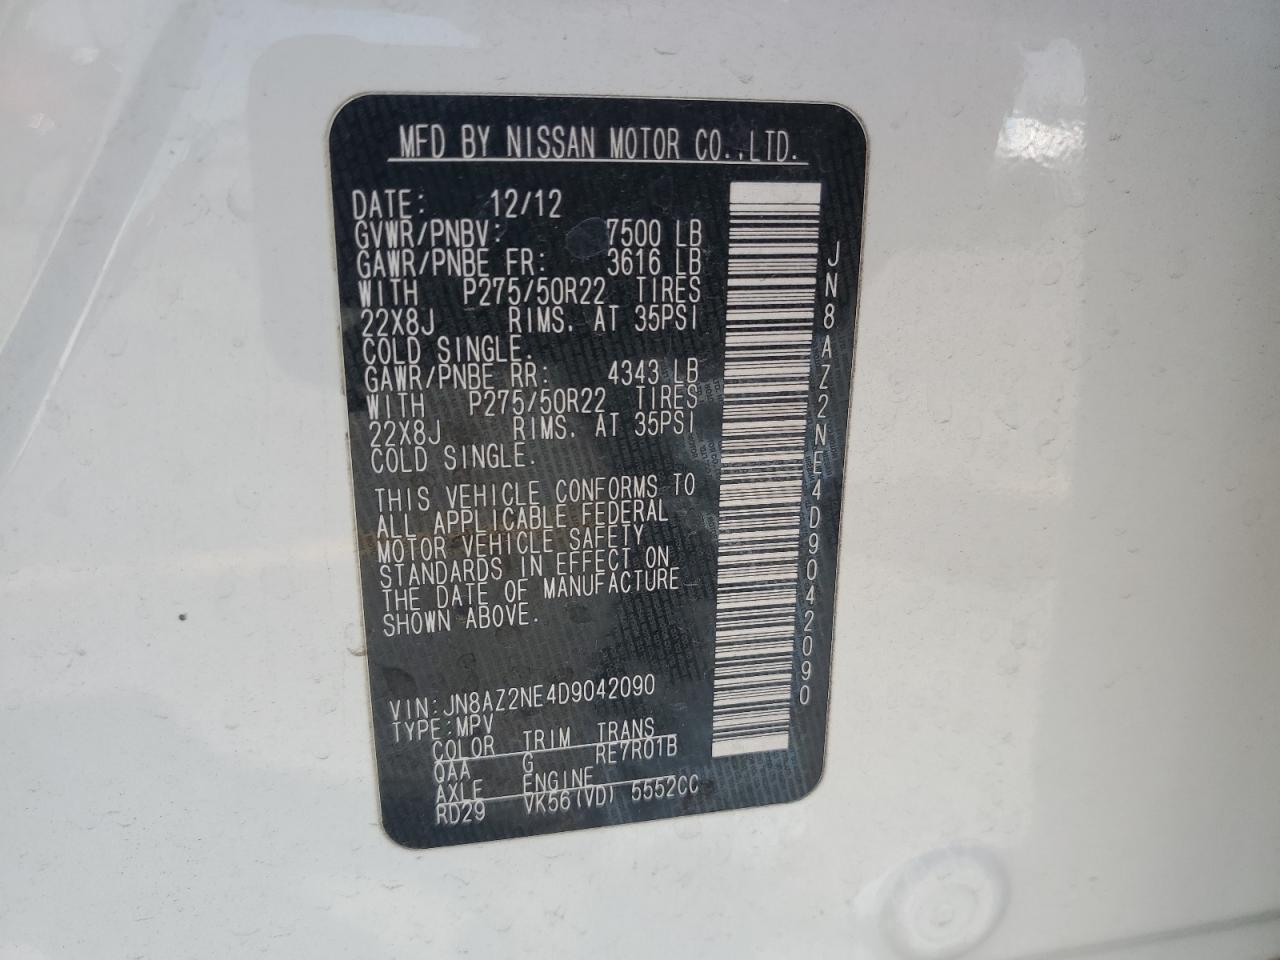 MFD BY NISSAN MOTOR CO.,LTD.
DATE: 12/12
GVWR/PNBV: 7500 LB
GAWR/PNBE FR: 3616 LB
WITH P275/50R22 TIRES
22X8J RIMS. AT 35PSI
COLD SINGLE.
GAWR/PNBE RR: 4343 LB
WITH P275/50R22 TIRES
22X8J RIMS. AT 35PSI
COLD SINGLE.
THIS VEHICLE CONFORMS TO
ALL APPLICABLE FEDERAL
MOTOR VEHICLE SAFETY
STANDARDS IN EFFECT ON
THE DATE OF MANUFACTURE
SHOWN ABOVE.
VIN:JN8AZ2NE4D9042090
TYPE:MPV
COLOR TRIM TRANS
QAA G RE7R01B
AXLE ENGINE
RD29 VK56(VD) 5552CC
JN8AZ2NE4D9042090